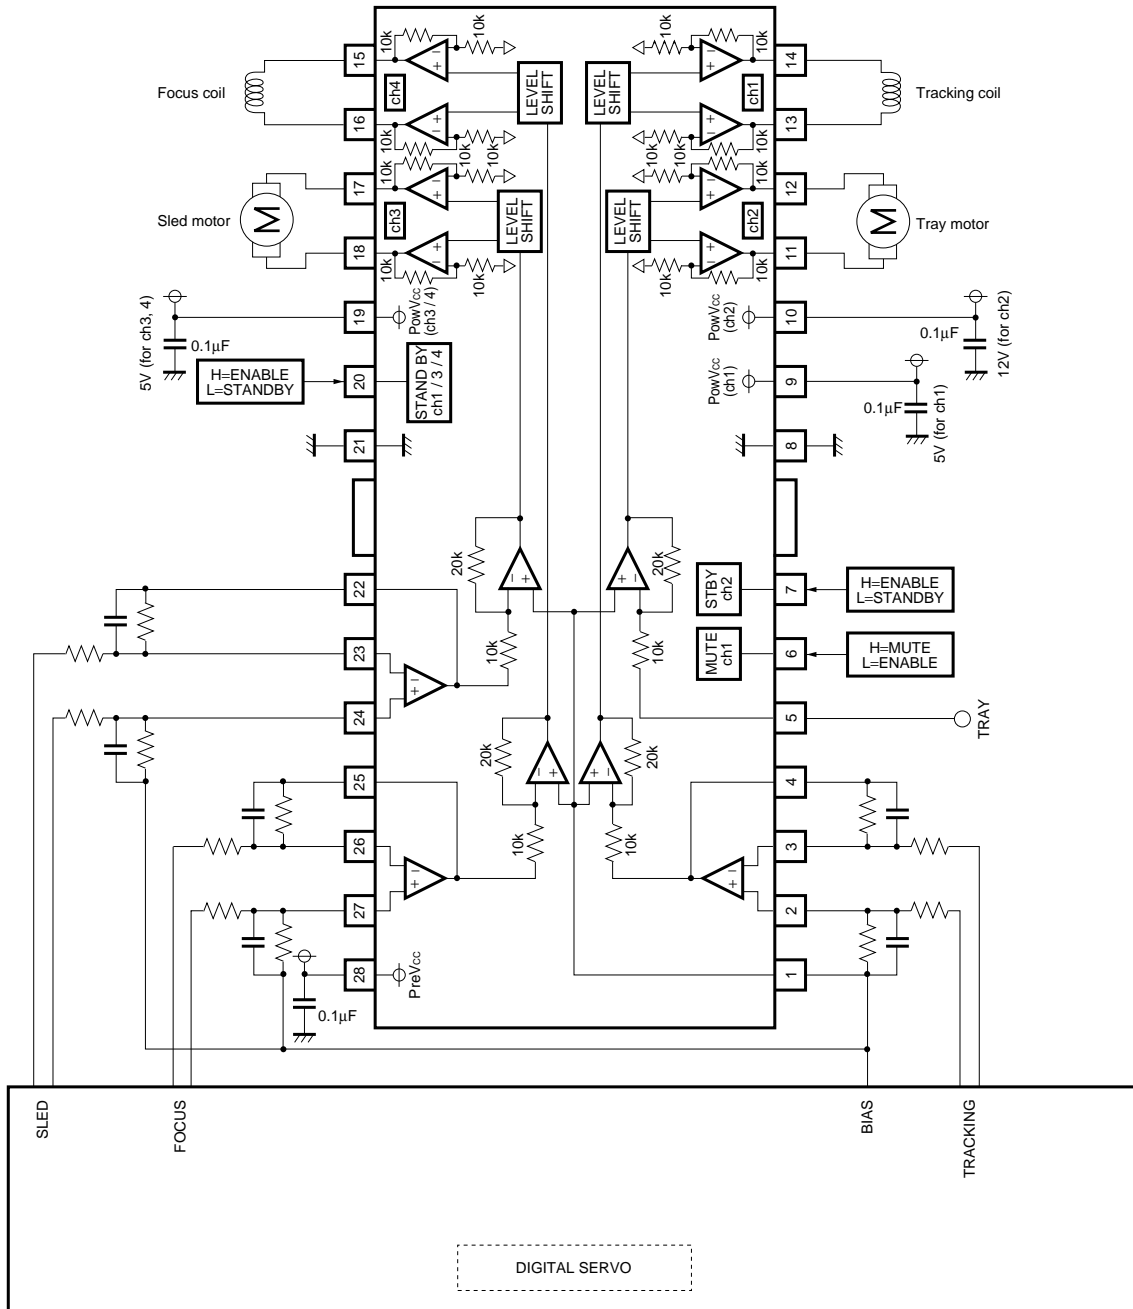 10k
10k
10k
10k
15
14
Focus coil
ch4
LEVEL
SHIFT
LEVEL
SHIFT
ch1
Tracking coil
16
13
10k
10k
10k
10k
10k
10k
10k
10k
17
12
Sled motor
M
ch3
LEVEL
SHIFT
LEVEL
SHIFT
ch2
M
Tray motor
18
11
10k
10k
10k
10k
5V (for ch3, 4)
0.1µF
19
PowVcc
(ch3 / 4)
PowVcc
(ch2)
10
0.1µF
12V (for ch2)
H=ENABLE
L=STANDBY
20
STAND BY
ch1 / 3 / 4
PowVcc
(ch1)
9
0.1µF
5V (for ch1)
21
8
20k
20k
22
STBY
ch2
7
H=ENABLE
L=STANDBY
23
10k
10k
MUTE
ch1
6
H=MUTE
L=ENABLE
24
5
TRAY
20k
20k
25
4
26
10k
10k
3
27
2
28
PreVcc
1
0.1µF
SLED
FOCUS
BIAS
TRACKING
DIGITAL SERVO